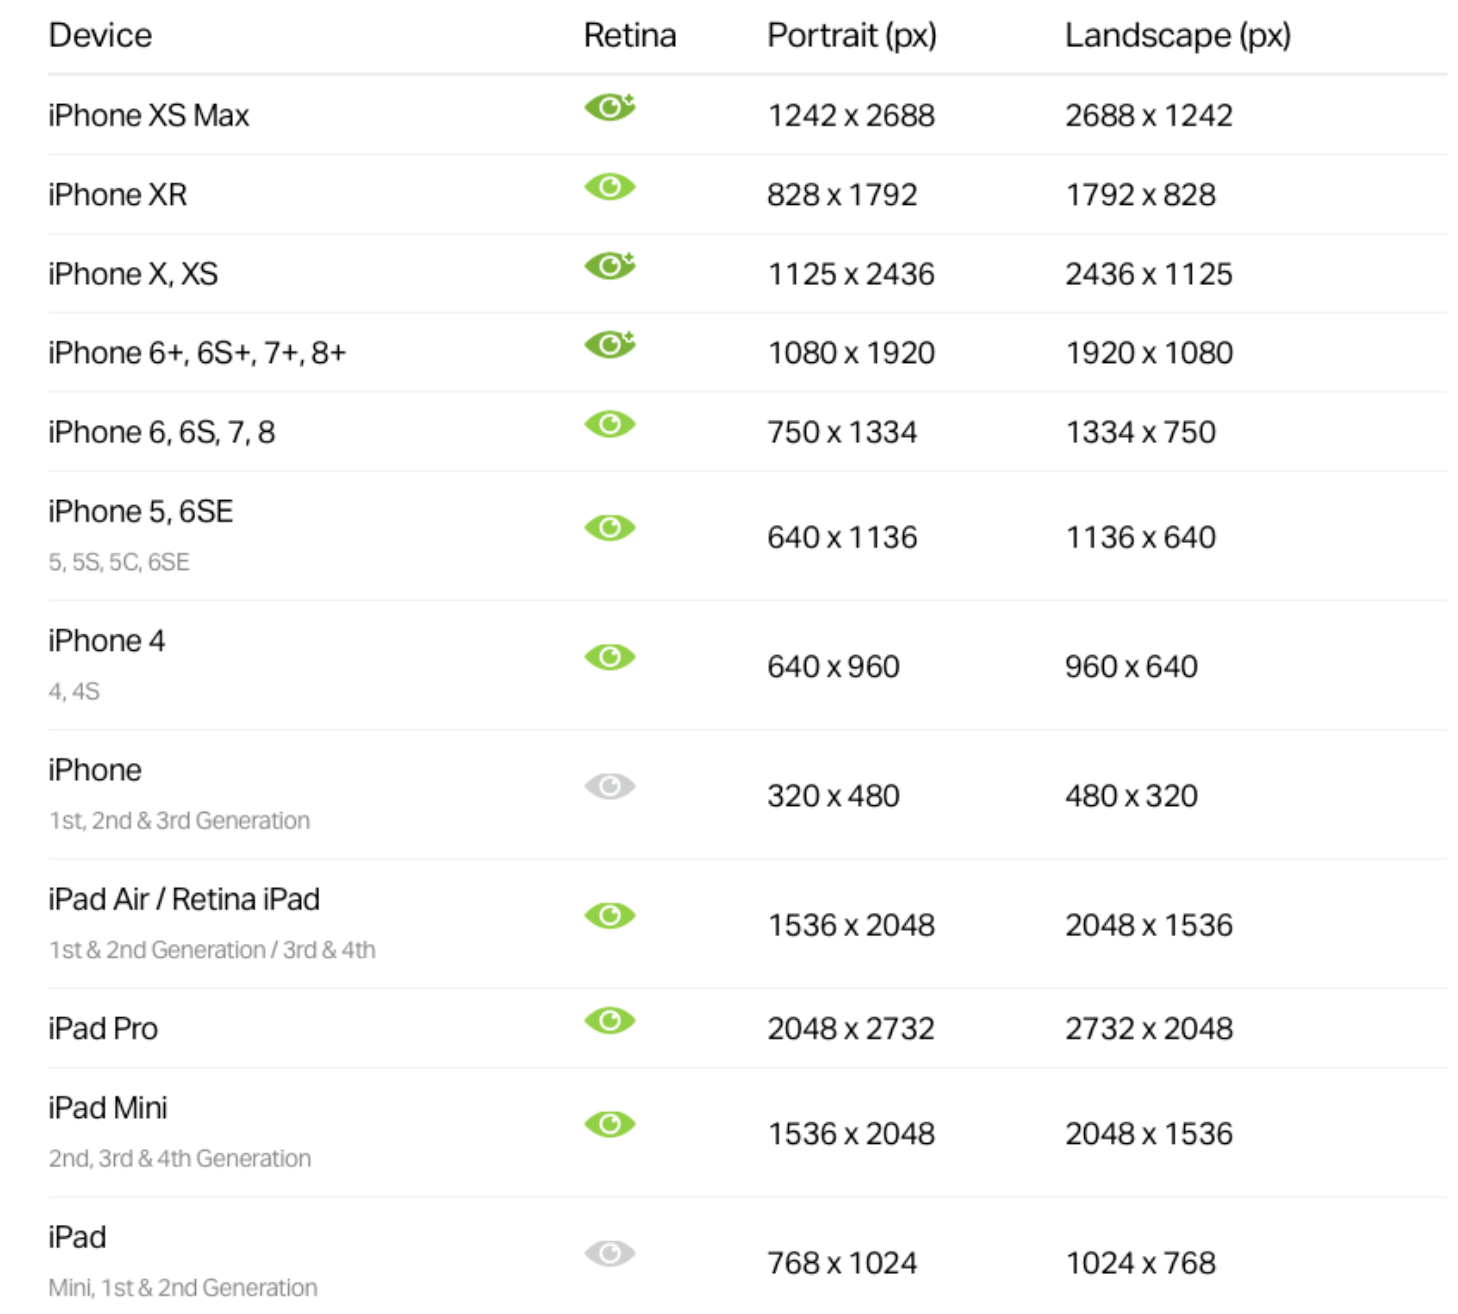 Device Retina Portrait (px) Landscape (px)
iPhone XS Max 1242 x 2688 2688 x 1242
iPhone XR 828 x 1792 1792 x 828
iPhone X, XS 1125 x 2436 2436 x 1125
iPhone 6+, 6S+, 7+, 8+ 1080 x 1920 1920 x 1080
iPhone 6, 6S, 7, 8 750 x 1334 1334 x 750
iPhone 5, 6SE 640 x 1136 1136 x 640
5, 5S, 5C, 6SE
iPhone 4 640 x 960 960 x 640
4, 4S
iPhone 320 x 480 480 x 320
1st, 2nd & 3rd Generation
iPad Air / Retina iPad 1536 x 2048 2048 x 1536
1st & 2nd Generation / 3rd & 4th
iPad Pro 2048 x 2732 2732 x 2048
iPad Mini 1536 x 2048 2048 x 1536
2nd, 3rd & 4th Generation
iPad 768 x 1024 1024 x 768
Mini, 1st & 2nd Generation